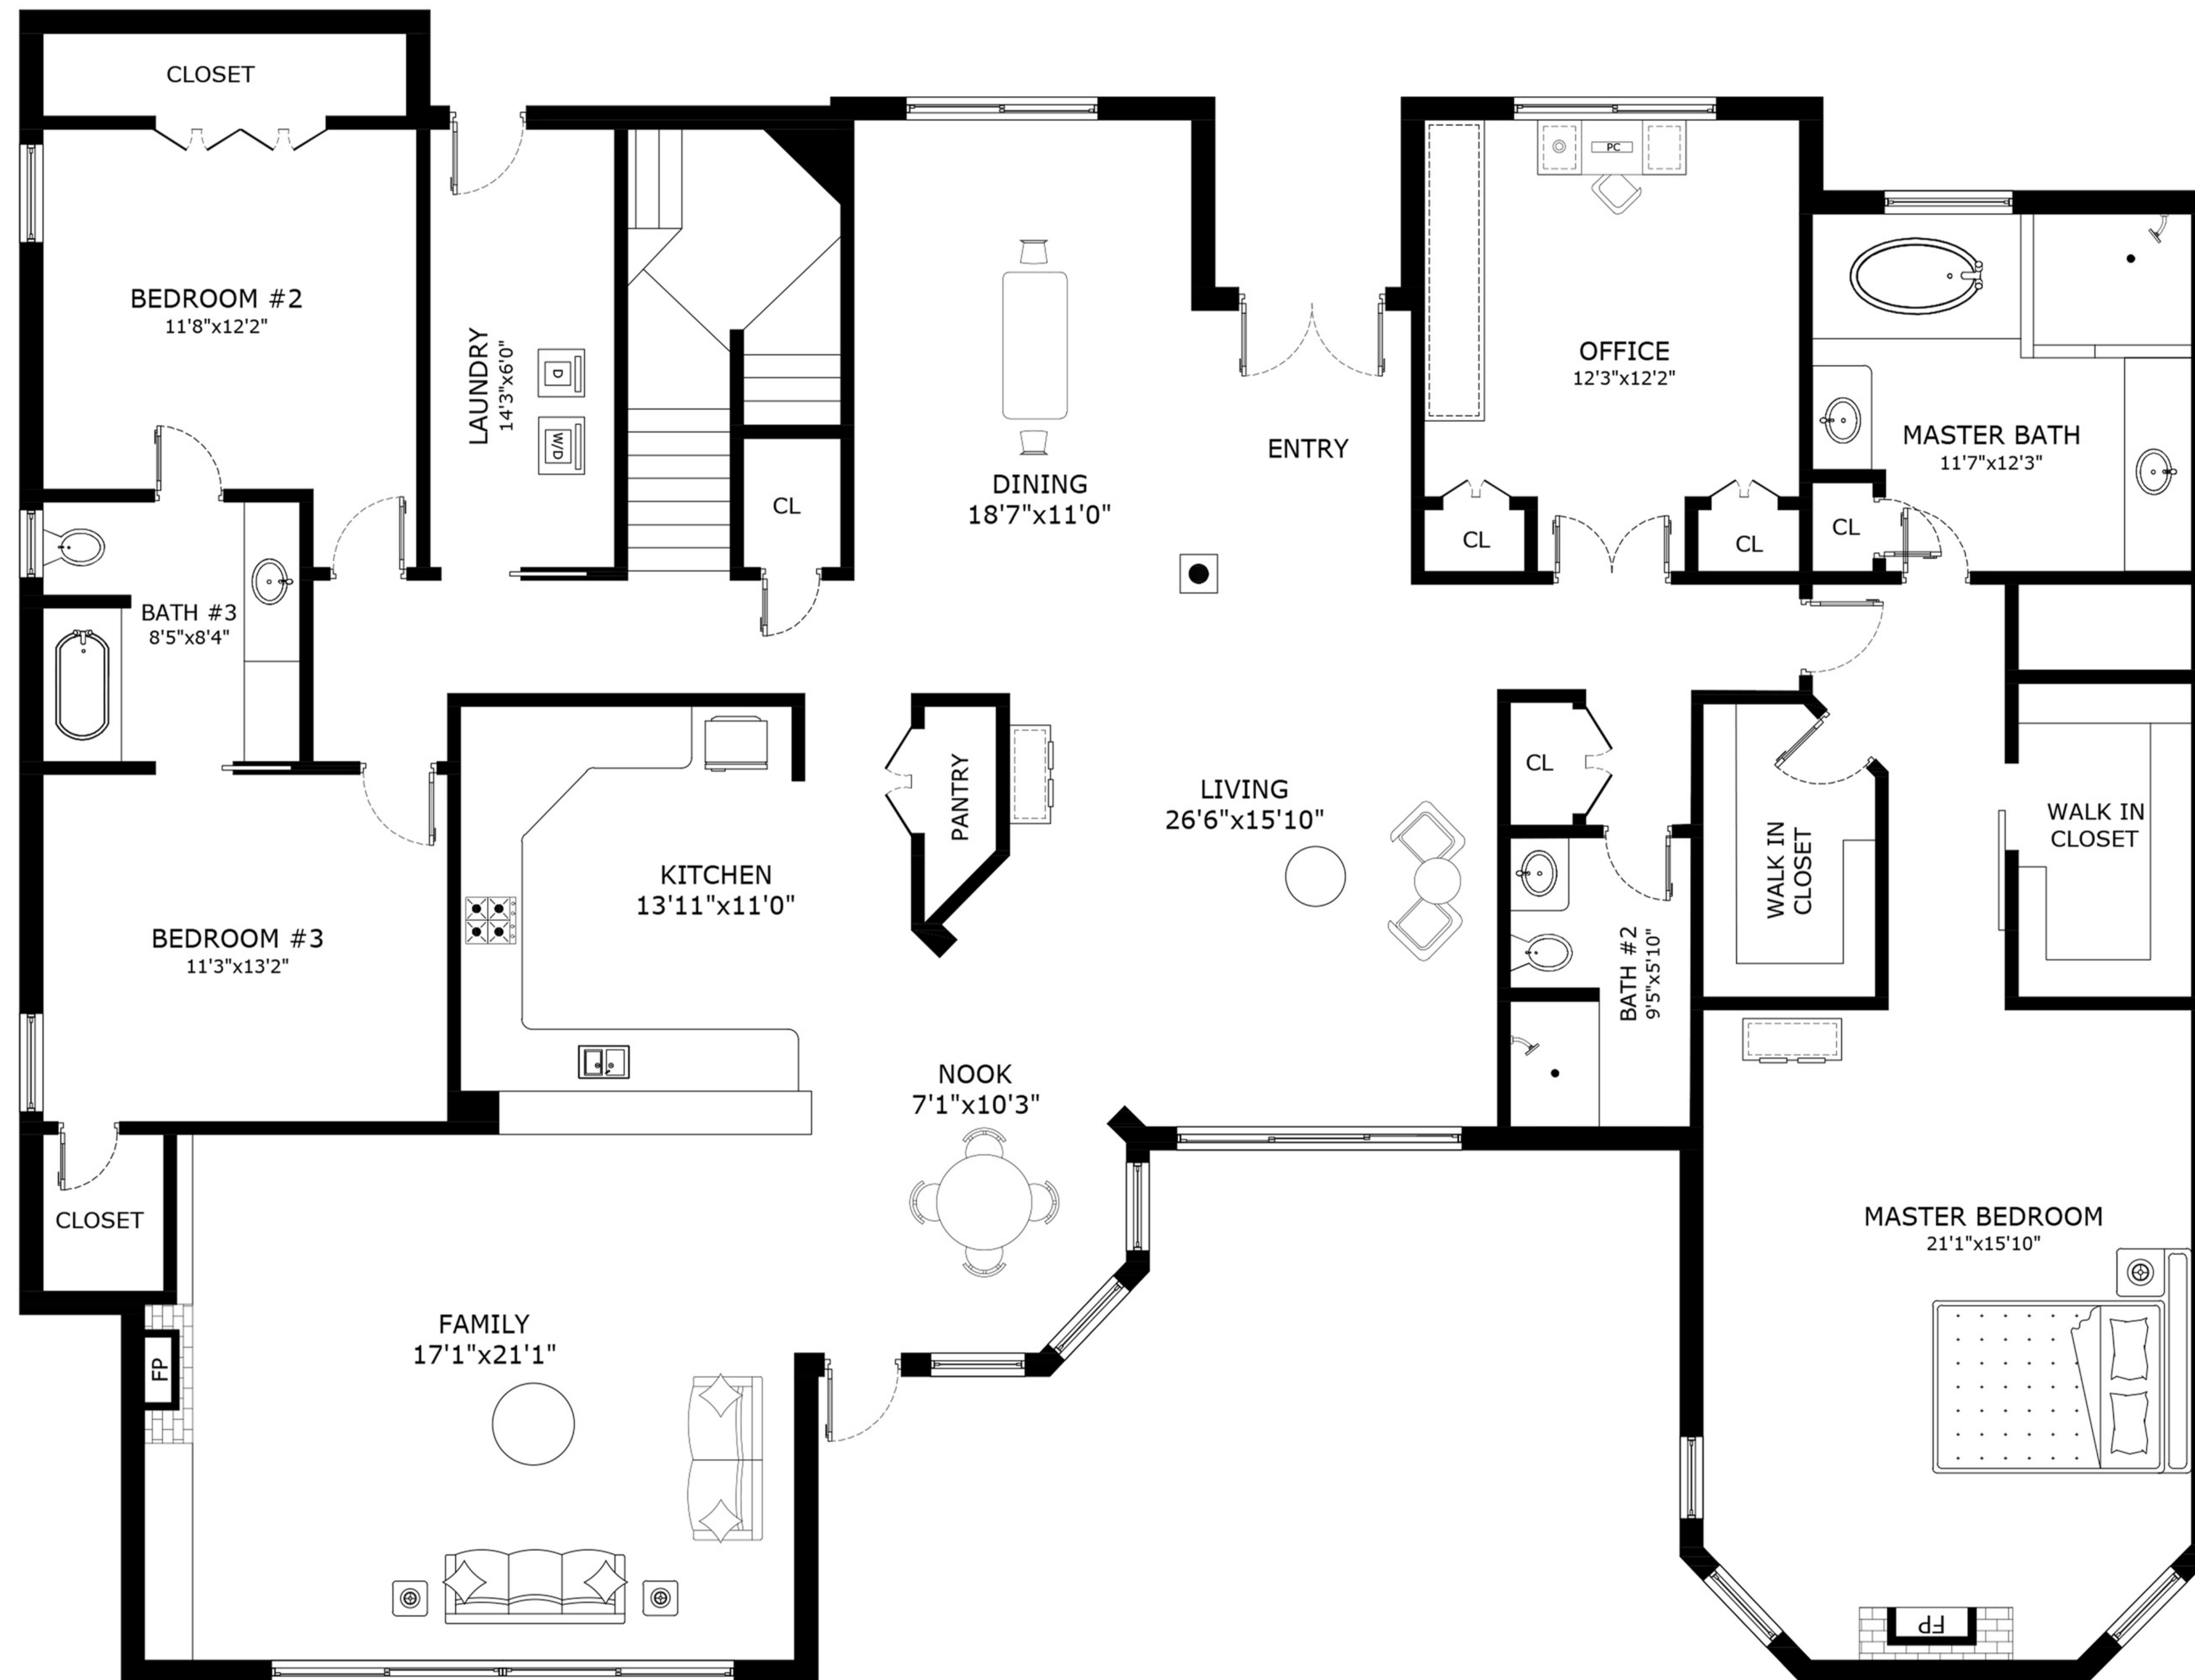 CLOSET
PC
BEDROOM #2
11'8"x12'2"
LAUNDRY
14'3"x6'0"
D
W/D
CL
DINING
18'7"x11'0"
ENTRY
OFFICE
12'3"x12'2"
CL
CL
MASTER BATH
11'7"x12'3"
CL
BATH #3
8'5"x8'4"
KITCHEN
13'11"x11'0"
PANTRY
LIVING
26'6"x15'10"
CL
WALK IN
CLOSET
WALK IN
CLOSET
BEDROOM #3
11'3"x13'2"
BATH #2
9'5"x5'10"
NOOK
7'1"x10'3"
CLOSET
MASTER BEDROOM
21'1"x15'10"
FAMILY
17'1"x21'1"
FP
FP